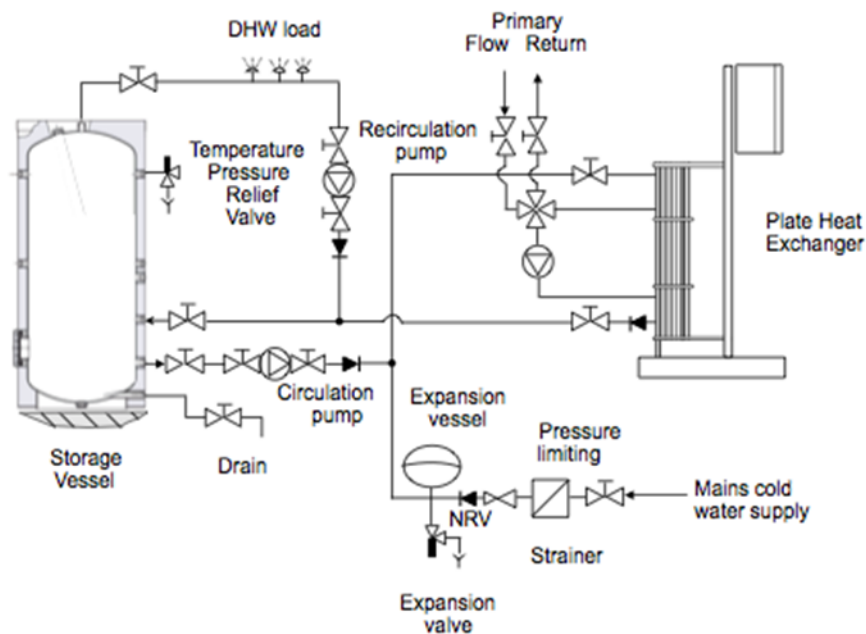 DHW load
Primary
Flow Return
Temperature
Pressure
Relief
Valve
Recirculation
pump
Plate Heat
Exchanger
Circulation
pump
Expansion
vessel
Pressure
limiting
Storage
Vessel
Drain
NRV
Mains cold
water supply
Strainer
Expansion
valve